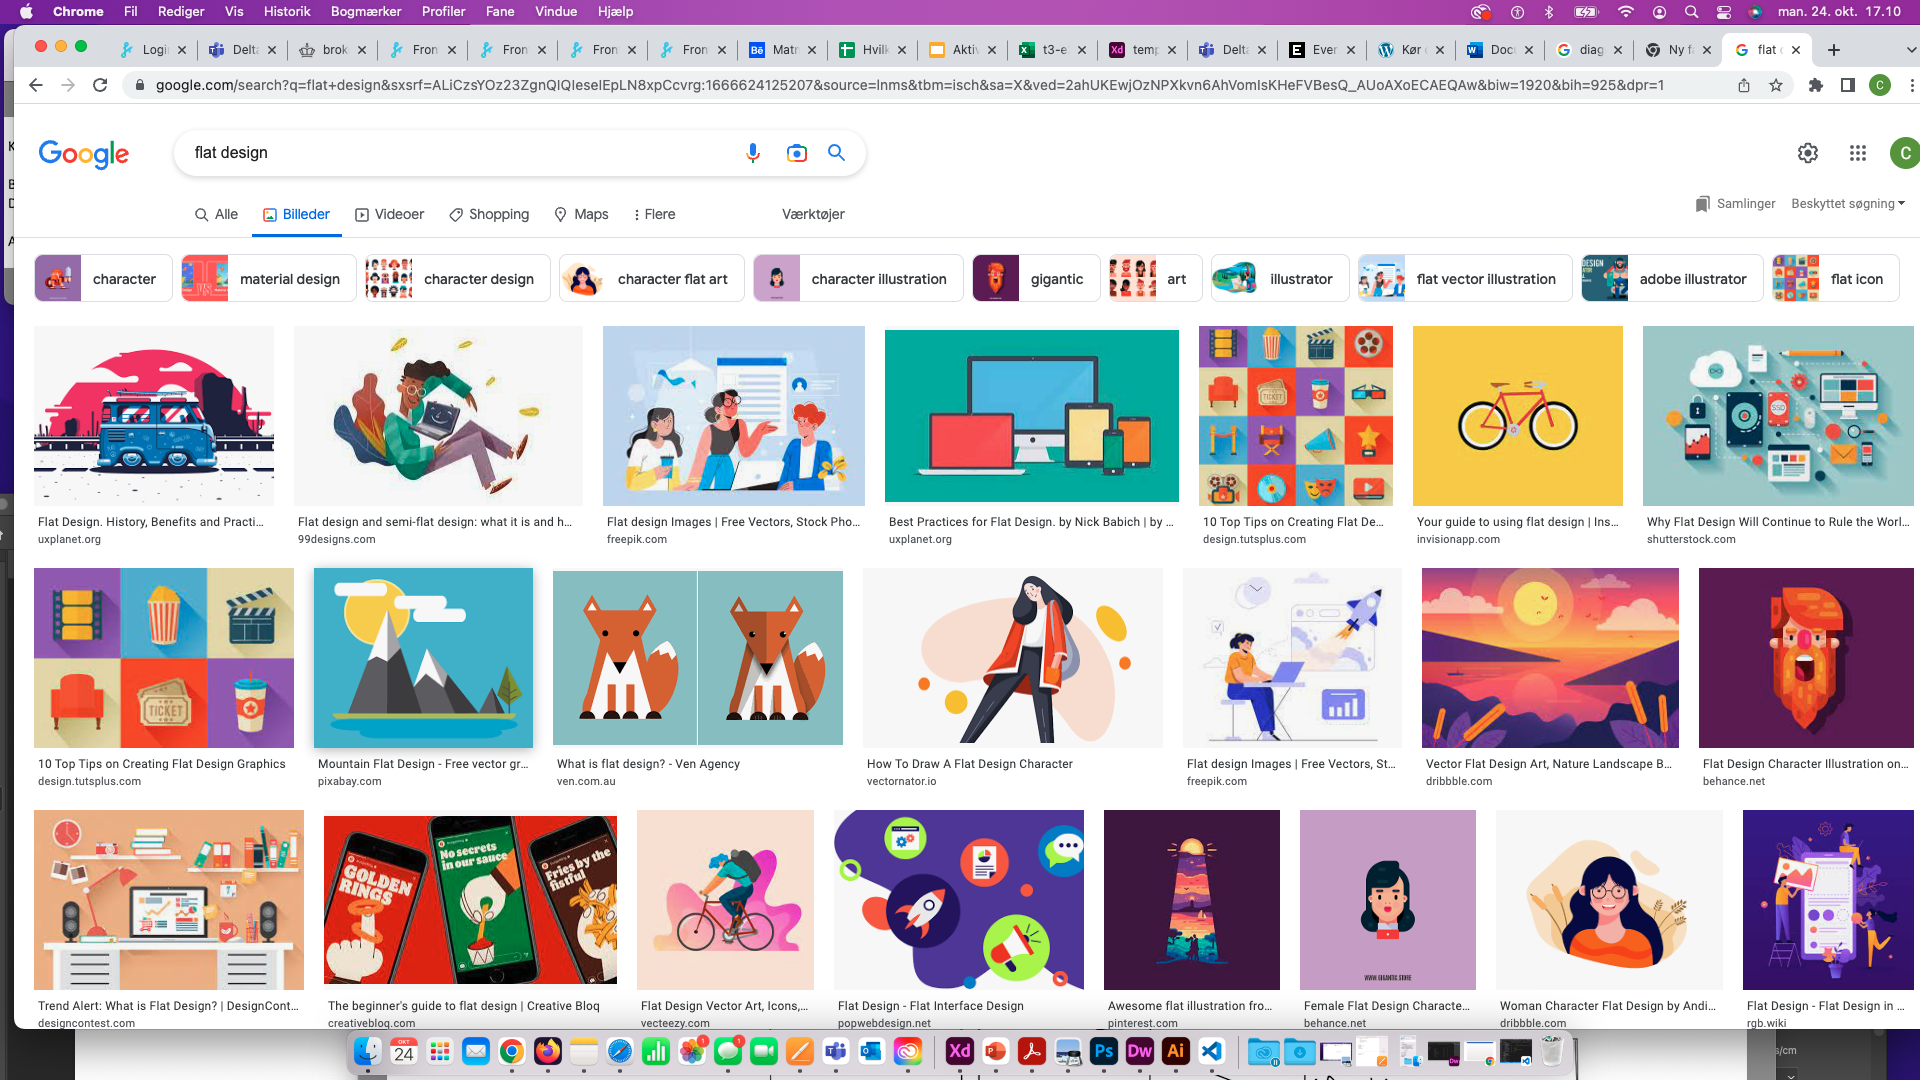 Chrome Fil Rediger Vis Historik Bogmærker Profiler Fane Vindue Hjælp man. 24. okt. 17.10
Login Delta brok Fron Fron Fron Fron Matr Hvilk Aktiv t3-e temp Delta Ever Kør Docu diag Ny f flat
google.com/search?q=flat+design&sxsrf=ALiCzsYOz23ZgnQIQIeselEpLN8xpCcvrg:1666624125207&source=lnms&tbm=isch&sa=X&ved=2ahUKEwjOzNPXkvn6AhVomIsKHeFVBesQ_AUoAXoECAEQAw&biw=1920&bih=925&dpr=1
Google flat design
Alle Billeder Videoer Shopping Maps Flere Værktøjer Samlinger Beskyttet søgning
character material design character design character flat art character illustration gigantic art illustrator flat vector illustration adobe illustrator flat icon
Flat Design. History, Benefits and Practi... Flat design and semi-flat design: what it is and h... Flat design Images | Free Vectors, Stock Pho... Best Practices for Flat Design. by Nick Babich | by ... 10 Top Tips on Creating Flat De... Your guide to using flat design | Ins... Why Flat Design Will Continue to Rule the Worl...
uxplanet.org 99designs.com freepik.com uxplanet.org design.tutsplus.com invisionapp.com shutterstock.com
TICKET
10 Top Tips on Creating Flat Design Graphics Mountain Flat Design - Free vector gr... What is flat design? - Ven Agency How To Draw A Flat Design Character Flat design Images | Free Vectors, St... Vector Flat Design Art, Nature Landscape B... Flat Design Character Illustration on...
design.tutsplus.com pixabay.com ven.com.au vectornator.io freepik.com dribbble.com behance.net
GOLDEN RINGS
No secrets in our sauce
Fries by the fistful
WWW.GIGANTIC.STORE
Trend Alert: What is Flat Design? | DesignCont... The beginner's guide to flat design | Creative Bloq Flat Design Vector Art, Icons,... Flat Design - Flat Interface Design Awesome flat illustration fro... Female Flat Design Characte... Woman Character Flat Design by Andi... Flat Design - Flat Design in ...
designcontest.com creativebloq.com vecteezy.com popwebdesign.net pinterest.com behance.net dribbble.com rgb.wiki
OKT
24
Xd Ps Dw Ai
s/cm